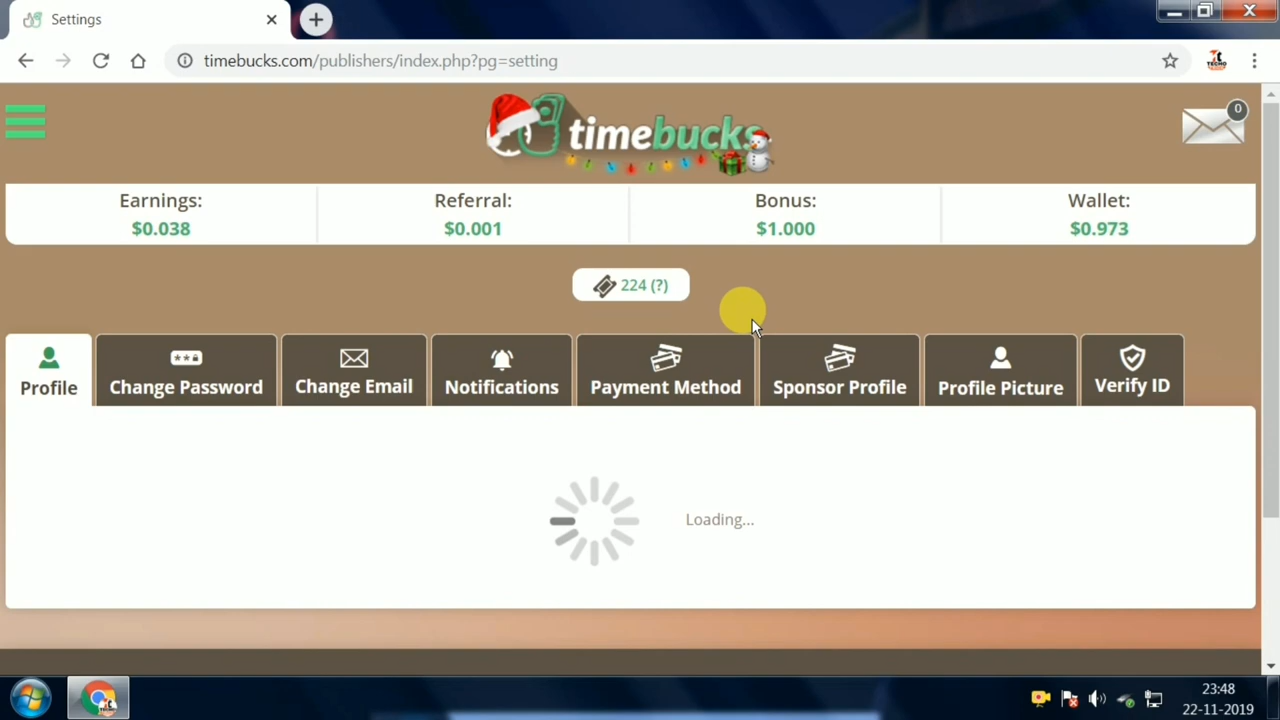 Settings
timebucks.com/publishers/index.php?pg=setting
TECHO
timebucks
0
Earnings:
$0.038
Referral:
$0.001
Bonus:
$1.000
Wallet:
$0.973
224 (?)
Profile
Change Password
Change Email
Notifications
Payment Method
Sponsor Profile
Profile Picture
Verify ID
Loading...
23:48
22-11-2019